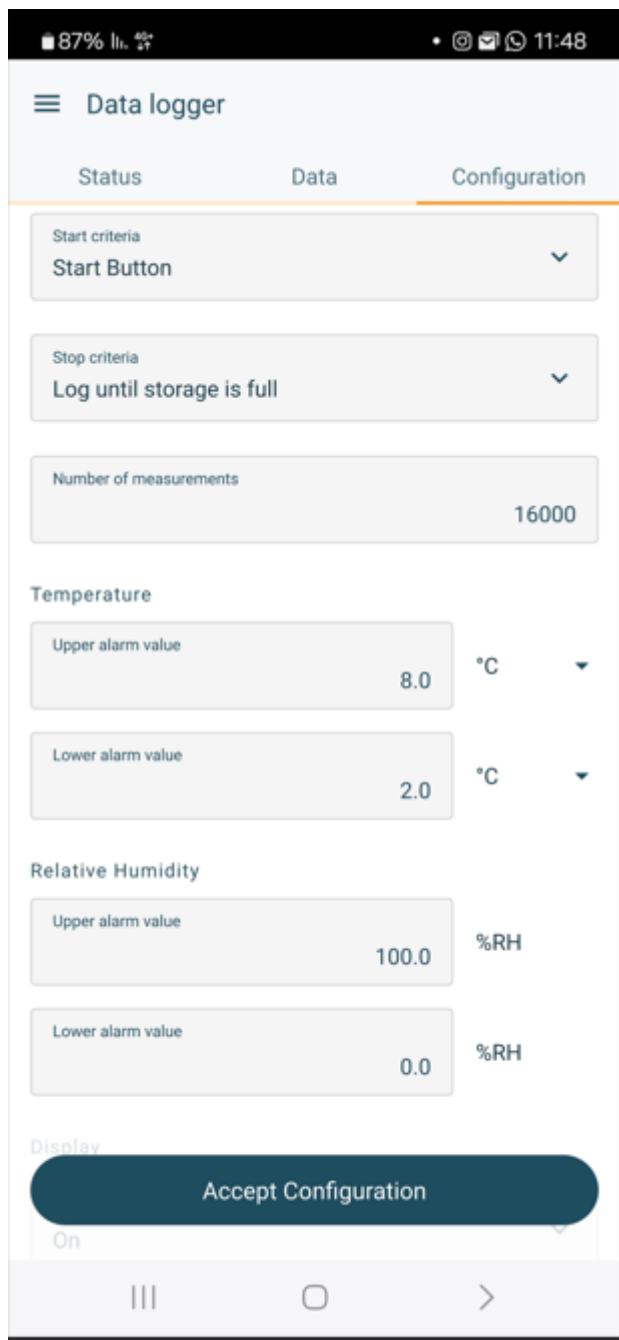 87% 4G+ 11:48
Data logger
Status Data Configuration
Start criteria
Start Button
Stop criteria
Log until storage is full
Number of measurements
16000
Temperature
Upper alarm value
8.0 °C
Lower alarm value
2.0 °C
Relative Humidity
Upper alarm value
100.0 %RH
Lower alarm value
0.0 %RH
Display
Accept Configuration
On